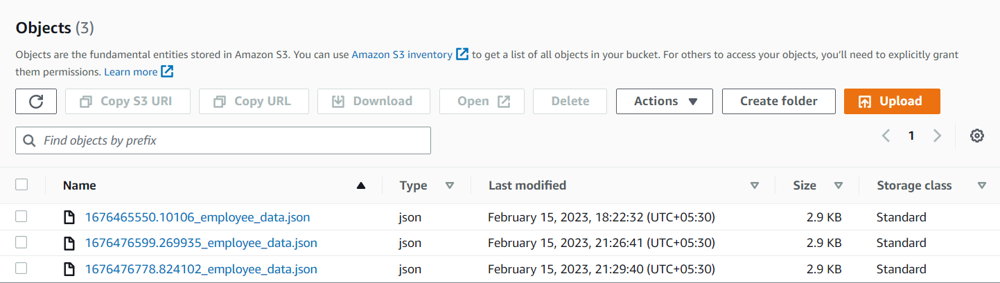 Objects (3)
Objects are the fundamental entities stored in Amazon S3. You can use Amazon S3 inventory to get a list of all objects in your bucket. For others to access your objects, you'll need to explicitly grant
them permissions. Learn more
Copy S3 URI Copy URL Download Open Delete Actions Create folder Upload
Find objects by prefix 1
Name Type Last modified Size Storage class
1676465550.10106_employee_data.json json February 15, 2023, 18:22:32 (UTC+05:30) 2.9 KB Standard
1676476599.269935_employee_data.json json February 15, 2023, 21:26:41 (UTC+05:30) 2.9 KB Standard
1676476778.824102_employee_data.json json February 15, 2023, 21:29:40 (UTC+05:30) 2.9 KB Standard